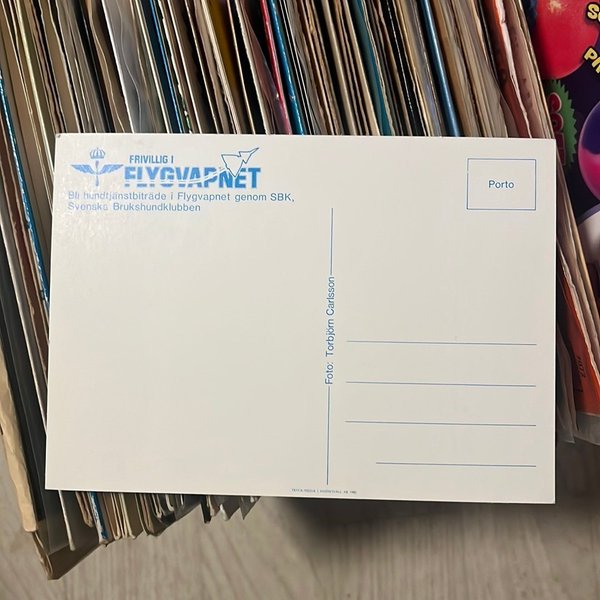 FRIVILLIG I
FLYGVAPNET
Bli hundtjänstbiträde i Flygvapnet genom SBK,
Svenska Brukshundklubben
Porto
Foto: Torbjörn Carlsson